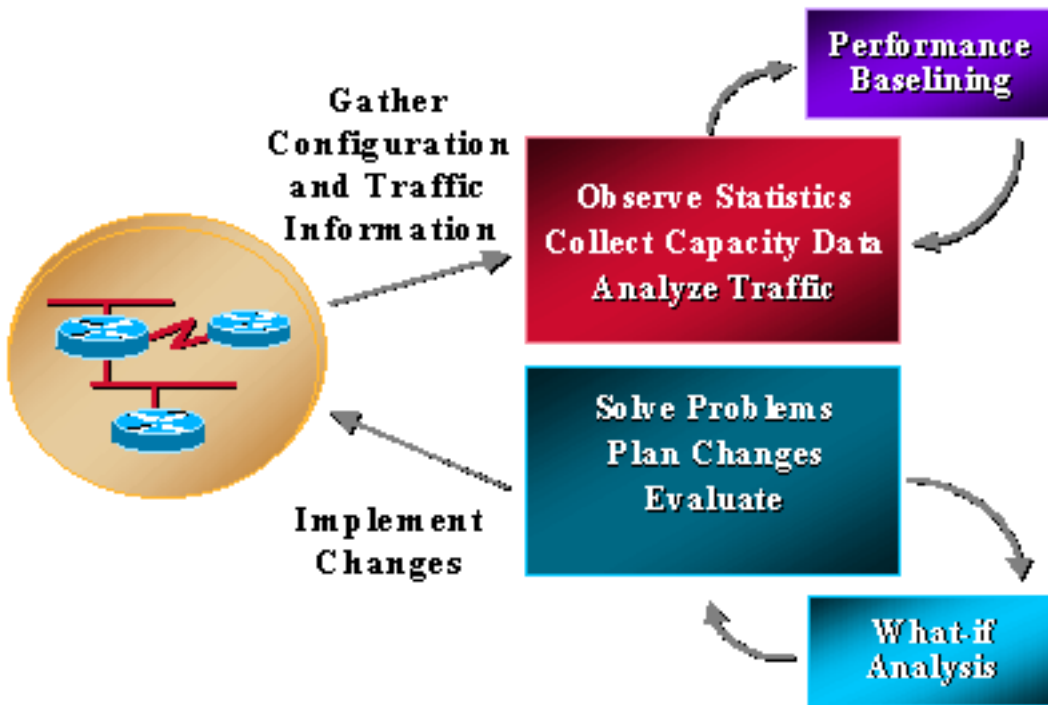 Gather
Configuration
and Traffic
Information
Performance
Baselining
Observe Statistics
Collect Capacity Data
Analyze Traffic
Solve Problems
Plan Changes
Evaluate
Implement
Changes
What-if
Analysis